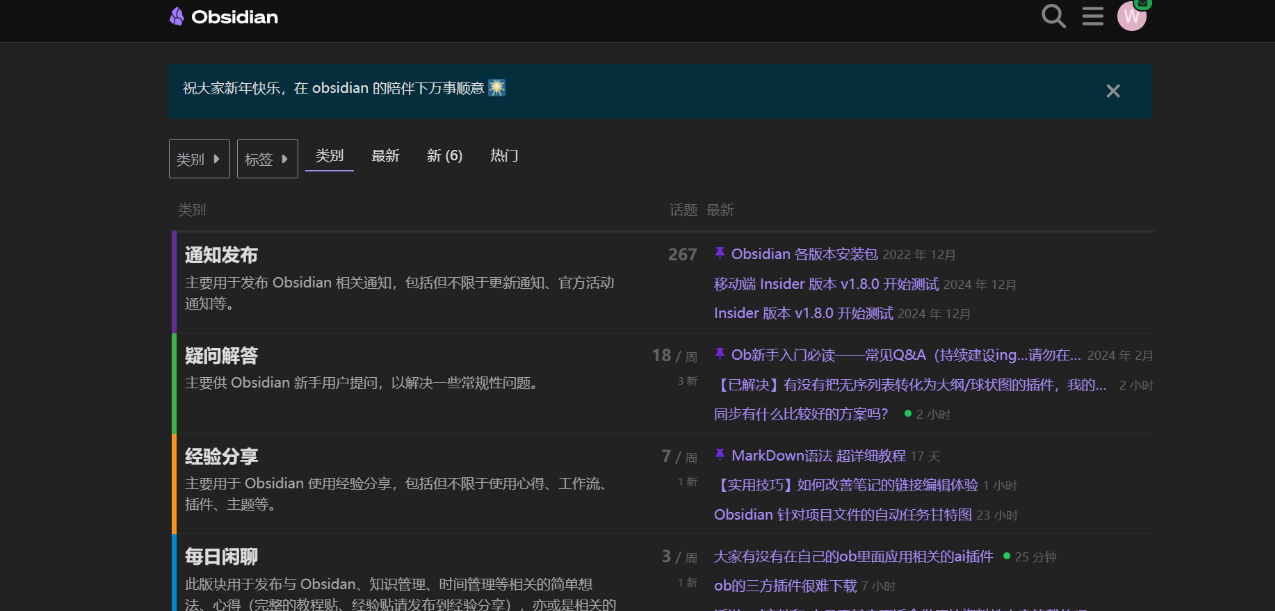 Obsidian
W
祝大家新年快乐，在 obsidian 的陪伴下万事顺意
类别
标签
类别
最新
新 (6)
热门
类别
话题
最新
通知发布
主要用于发布 Obsidian 相关通知，包括但不限于更新通知、官方活动
通知等。
267
Obsidian 各版本安装包 2022 年 12月
移动端 Insider 版本 v1.8.0 开始测试 2024 年 12月
Insider 版本 v1.8.0 开始测试 2024 年 12月
疑问解答
主要供 Obsidian 新手用户提问，以解决一些常规性问题。
18 / 周
3 新
Ob新手入门必读——常见Q&A（持续建设ing...请勿在... 2024 年 2月
【已解决】有没有把无序列表转化为大纲/球状图的插件，我的... 2 小时
同步有什么比较好的方案吗？ 2 小时
经验分享
主要用于 Obsidian 使用经验分享，包括但不限于使用心得、工作流、
插件、主题等。
7 / 周
1 新
MarkDown语法 超详细教程 17 天
【实用技巧】如何改善笔记的链接编辑体验 1 小时
Obsidian 针对项目文件的自动任务甘特图 23 小时
每日闲聊
此版块用于发布与 Obsidian、知识管理、时间管理等相关的简单想
法、心得（完整的教程贴、经验贴请发布到经验分享），亦或是相关的
3 / 周
1 新
大家有没有在自己的ob里面应用相关的ai插件 25 分钟
ob的三方插件很难下载 7 小时